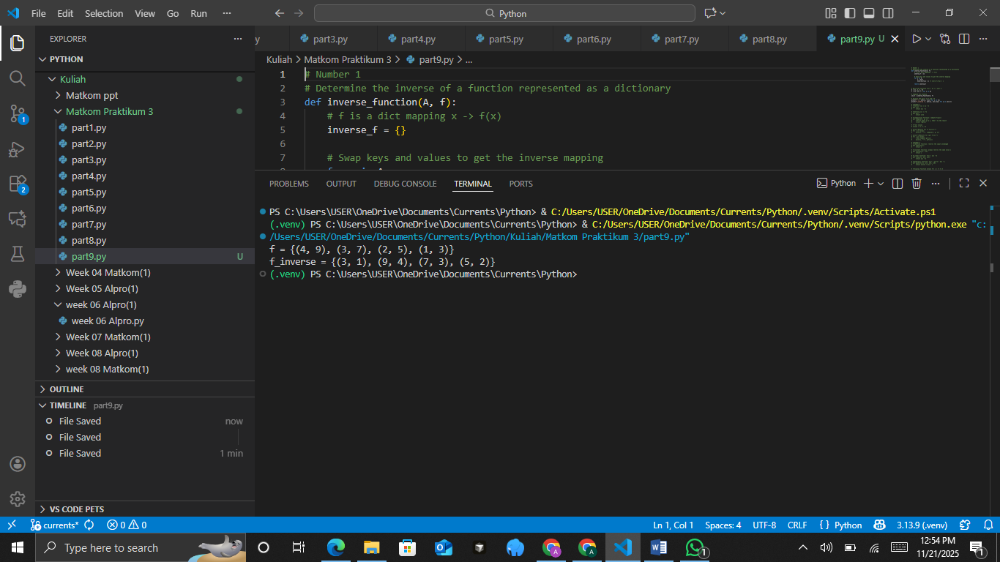 File Edit Selection View Go Run ··· Python
EXPLORER ···
PYTHON
Kuliah
Matkom ppt
Matkom Praktikum 3
part1.py
part2.py
part3.py
part4.py
part5.py
part6.py
part7.py
part8.py
part9.py U
Week 04 Matkom(1)
Week 05 Alpro(1)
week 06 Alpro(1)
week 06 Alpro.py
Week 07 Matkom(1)
Week 08 Alpro(1)
week 08 Matkom(1)
OUTLINE
TIMELINE part9.py
File Saved now
File Saved
File Saved 1 min
VS CODE PETS
1
2
y part3.py part4.py part5.py part6.py part7.py part8.py part9.py U
Kuliah > Matkom Praktikum 3 > part9.py > ...
1 # Number 1
2 # Determine the inverse of a function represented as a dictionary
3 def inverse_function(A, f):
4 # f is a dict mapping x -> f(x)
5 inverse_f = {}
6
7 # Swap keys and values to get the inverse mapping
PROBLEMS OUTPUT DEBUG CONSOLE TERMINAL PORTS Python
PS C:\Users\USER\OneDrive\Documents\Currents\Python> & C:/Users/USER/OneDrive/Documents/Currents/Python/.venv/Scripts/Activate.ps1
(.venv) PS C:\Users\USER\OneDrive\Documents\Currents\Python> & C:/Users/USER/OneDrive/Documents/Currents/Python/.venv/Scripts/python.exe "c:
/Users/USER/OneDrive/Documents/Currents/Python/Kuliah/Matkom Praktikum 3/part9.py"
f = {(4, 9), (3, 7), (2, 5), (1, 3)}
f_inverse = {(3, 1), (9, 4), (7, 3), (5, 2)}
(.venv) PS C:\Users\USER\OneDrive\Documents\Currents\Python>
currents* 0 0 Ln 1, Col 1 Spaces: 4 UTF-8 CRLF { } Python 3.13.9 (.venv)
Type here to search
A
A
W
1
12:54 PM
11/21/2025
1